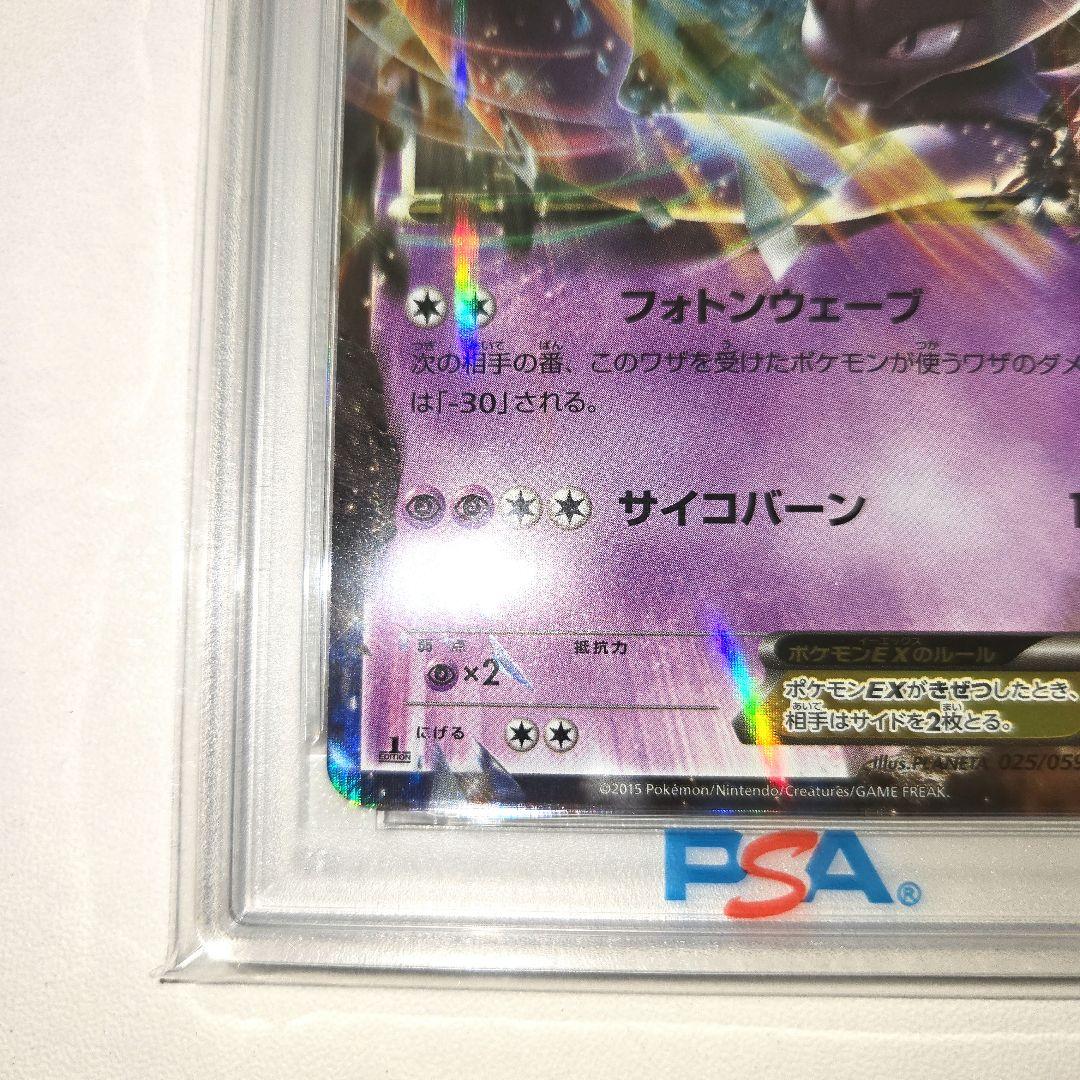 フォトンウェーブ
次の相手の番、このワザを受けたポケモンが使うワザのダメ
は「-30」される。
サイコバーン
弱点 抵抗力
×2
ポケモンEXのルール
ポケモンEXがきぜつしたとき、
相手はサイドを2枚とる。
にげる
1 EDITION
illus.PLANETA 025/059
©2015 Pokémon/Nintendo/Creatures/GAME FREAK.
PSA®